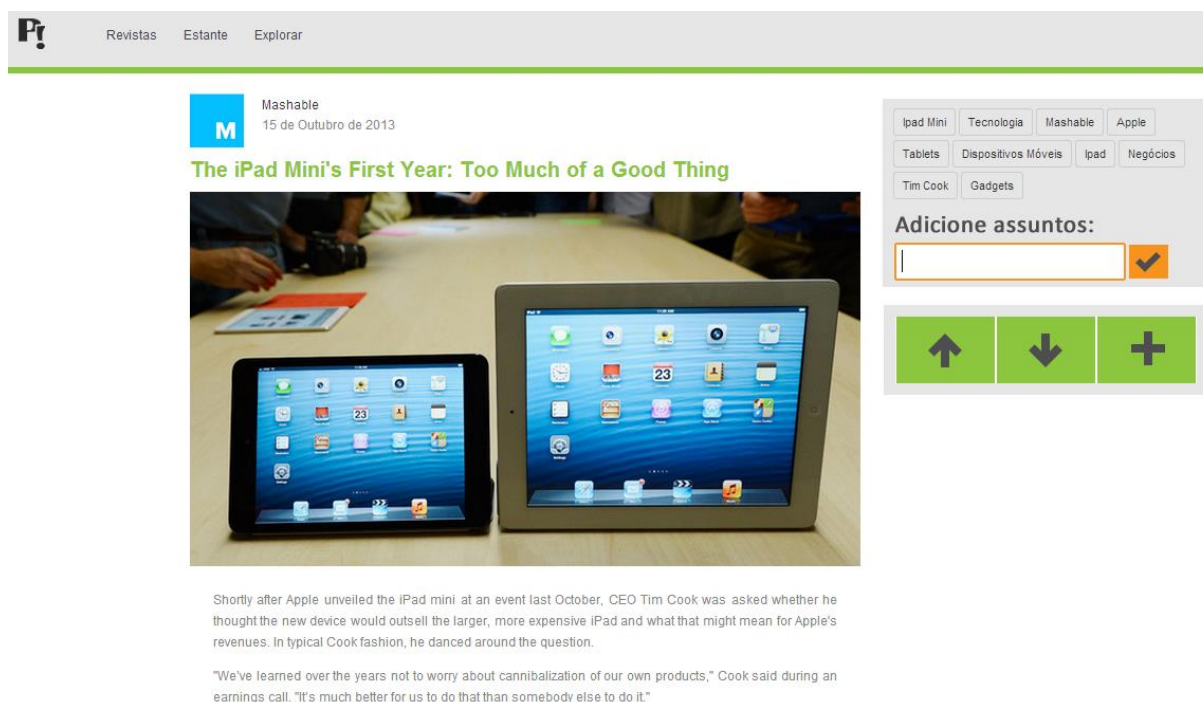 P!
Revistas Estante Explorar
M
Mashable
15 de Outubro de 2013
The iPad Mini's First Year: Too Much of a Good Thing
23
23
Shortly after Apple unveiled the iPad mini at an event last October, CEO Tim Cook was asked whether he
thought the new device would outsell the larger, more expensive iPad and what that might mean for Apple's
revenues. In typical Cook fashion, he danced around the question.
"We've learned over the years not to worry about cannibalization of our own products," Cook said during an
earnings call. "It's much better for us to do that than somebody else to do it."
Ipad Mini Tecnologia Mashable Apple
Tablets Dispositivos Móveis Ipad Negócios
Tim Cook Gadgets
Adicione assuntos: